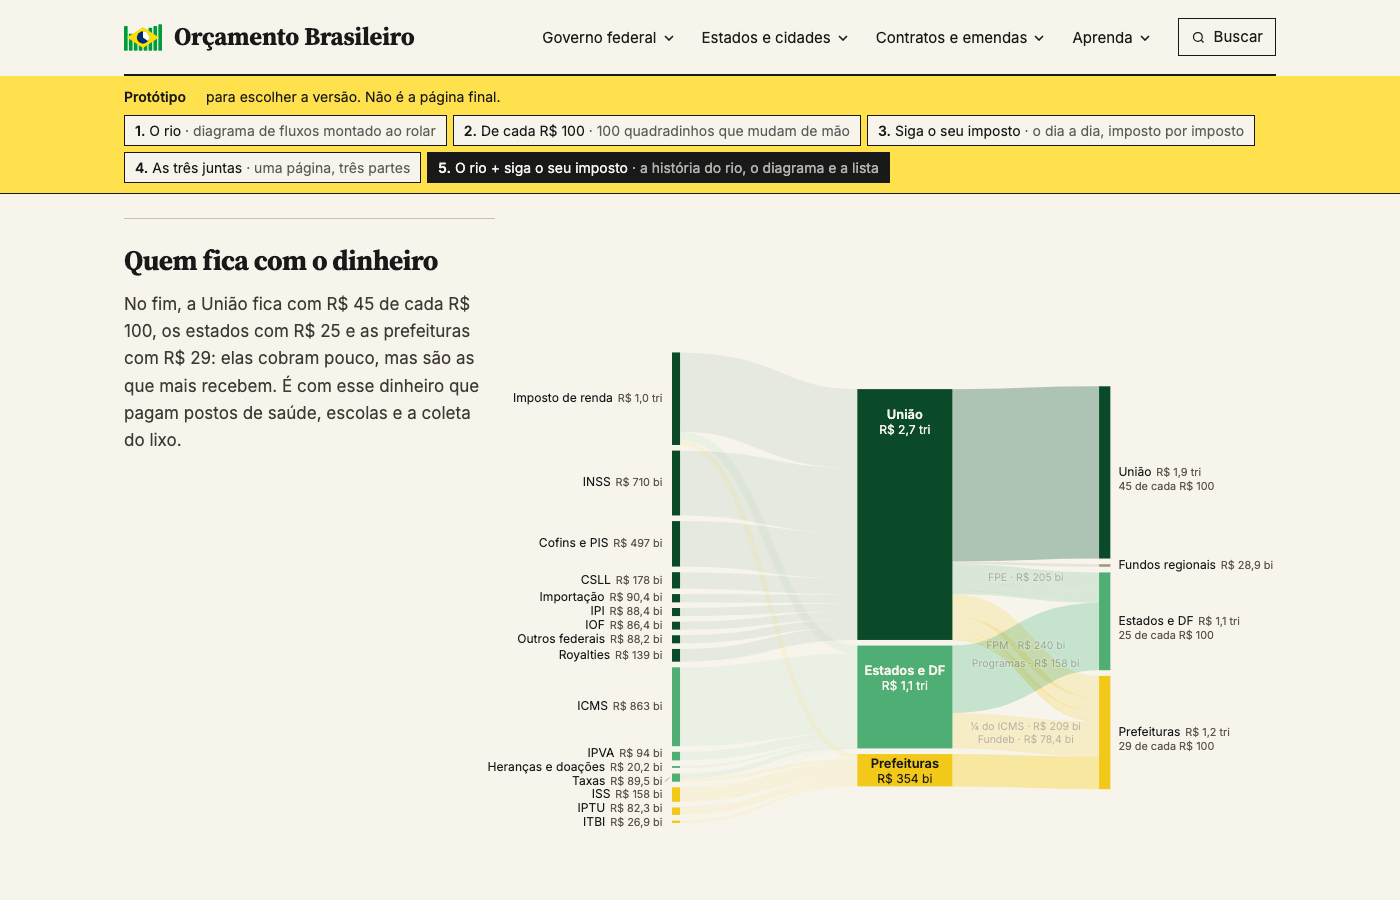 Orçamento Brasileiro
Governo federal
Estados e cidades
Contratos e emendas
Aprenda
Buscar
Protótipo para escolher a versão. Não é a página final.
1. O rio · diagrama de fluxos montado ao rolar
2. De cada R$ 100 · 100 quadradinhos que mudam de mão
3. Siga o seu imposto · o dia a dia, imposto por imposto
4. As três juntas · uma página, três partes
5. O rio + siga o seu imposto · a história do rio, o diagrama e a lista
Quem fica com o dinheiro
No fim, a União fica com R$ 45 de cada R$
100, os estados com R$ 25 e as prefeituras
com R$ 29: elas cobram pouco, mas são as
que mais recebem. É com esse dinheiro que
pagam postos de saúde, escolas e a coleta
do lixo.
Imposto de renda R$ 1,0 tri
INSS R$ 710 bi
Cofins e PIS R$ 497 bi
CSLL R$ 178 bi
Importação R$ 90,4 bi
IPI R$ 88,4 bi
IOF R$ 86,4 bi
Outros federais R$ 88,2 bi
Royalties R$ 139 bi
ICMS R$ 863 bi
IPVA R$ 94 bi
Heranças e doações R$ 20,2 bi
Taxas R$ 89,5 bi
ISS R$ 158 bi
IPTU R$ 82,3 bi
ITBI R$ 26,9 bi
União
R$ 2,7 tri
Estados e DF
R$ 1,1 tri
Prefeituras
R$ 354 bi
FPE · R$ 205 bi
FPM · R$ 240 bi
Programas · R$ 158 bi
¼ do ICMS · R$ 209 bi
Fundeb · R$ 78,4 bi
União R$ 1,9 tri
45 de cada R$ 100
Fundos regionais R$ 28,9 bi
Estados e DF R$ 1,1 tri
25 de cada R$ 100
Prefeituras R$ 1,2 tri
29 de cada R$ 100